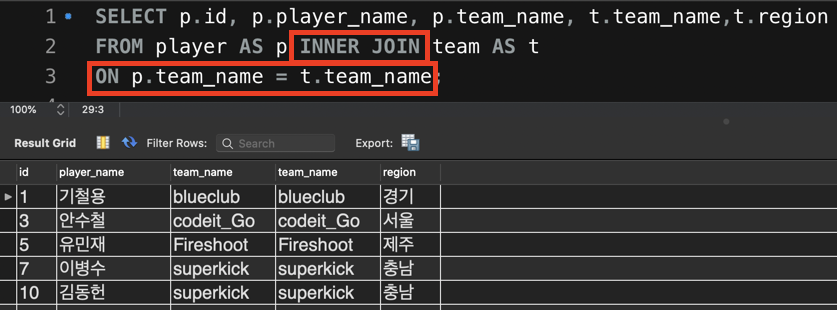 1 SELECT p.id, p.player_name, p.team_name, t.team_name,t.region
2 FROM player AS p INNER JOIN team AS t
3 ON p.team_name = t.team_name;
100% 29:3
Result Grid Filter Rows: Search Export:
id player_name team_name team_name region
1 기철용 blueclub blueclub 경기
3 안수철 codeit_Go codeit_Go 서울
5 유민재 Fireshoot Fireshoot 제주
7 이병수 superkick superkick 충남
10 김동헌 superkick superkick 충남